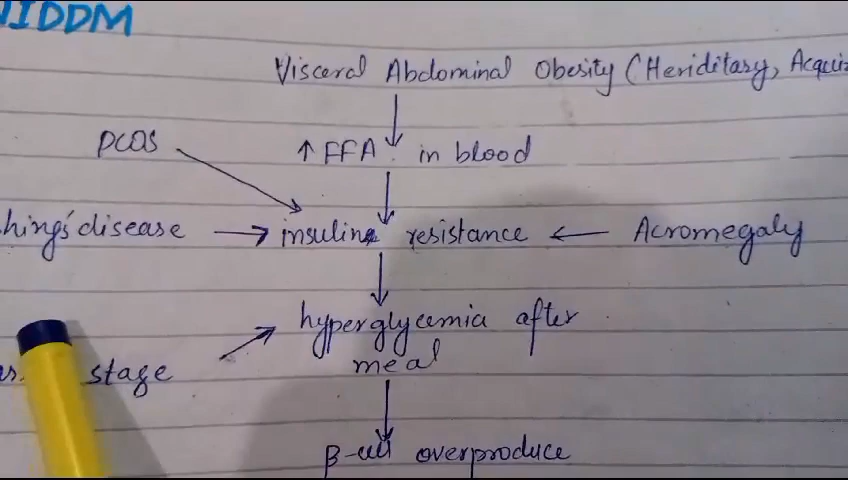 NIDDM
Visceral Abdominal Obesity (Heriditary, Acqui
PCOS
↑ FFA in blood
hing's disease → insulin resistance ← Acromegaly
hyperglycemia after
stage
meal
β-cell overproduce